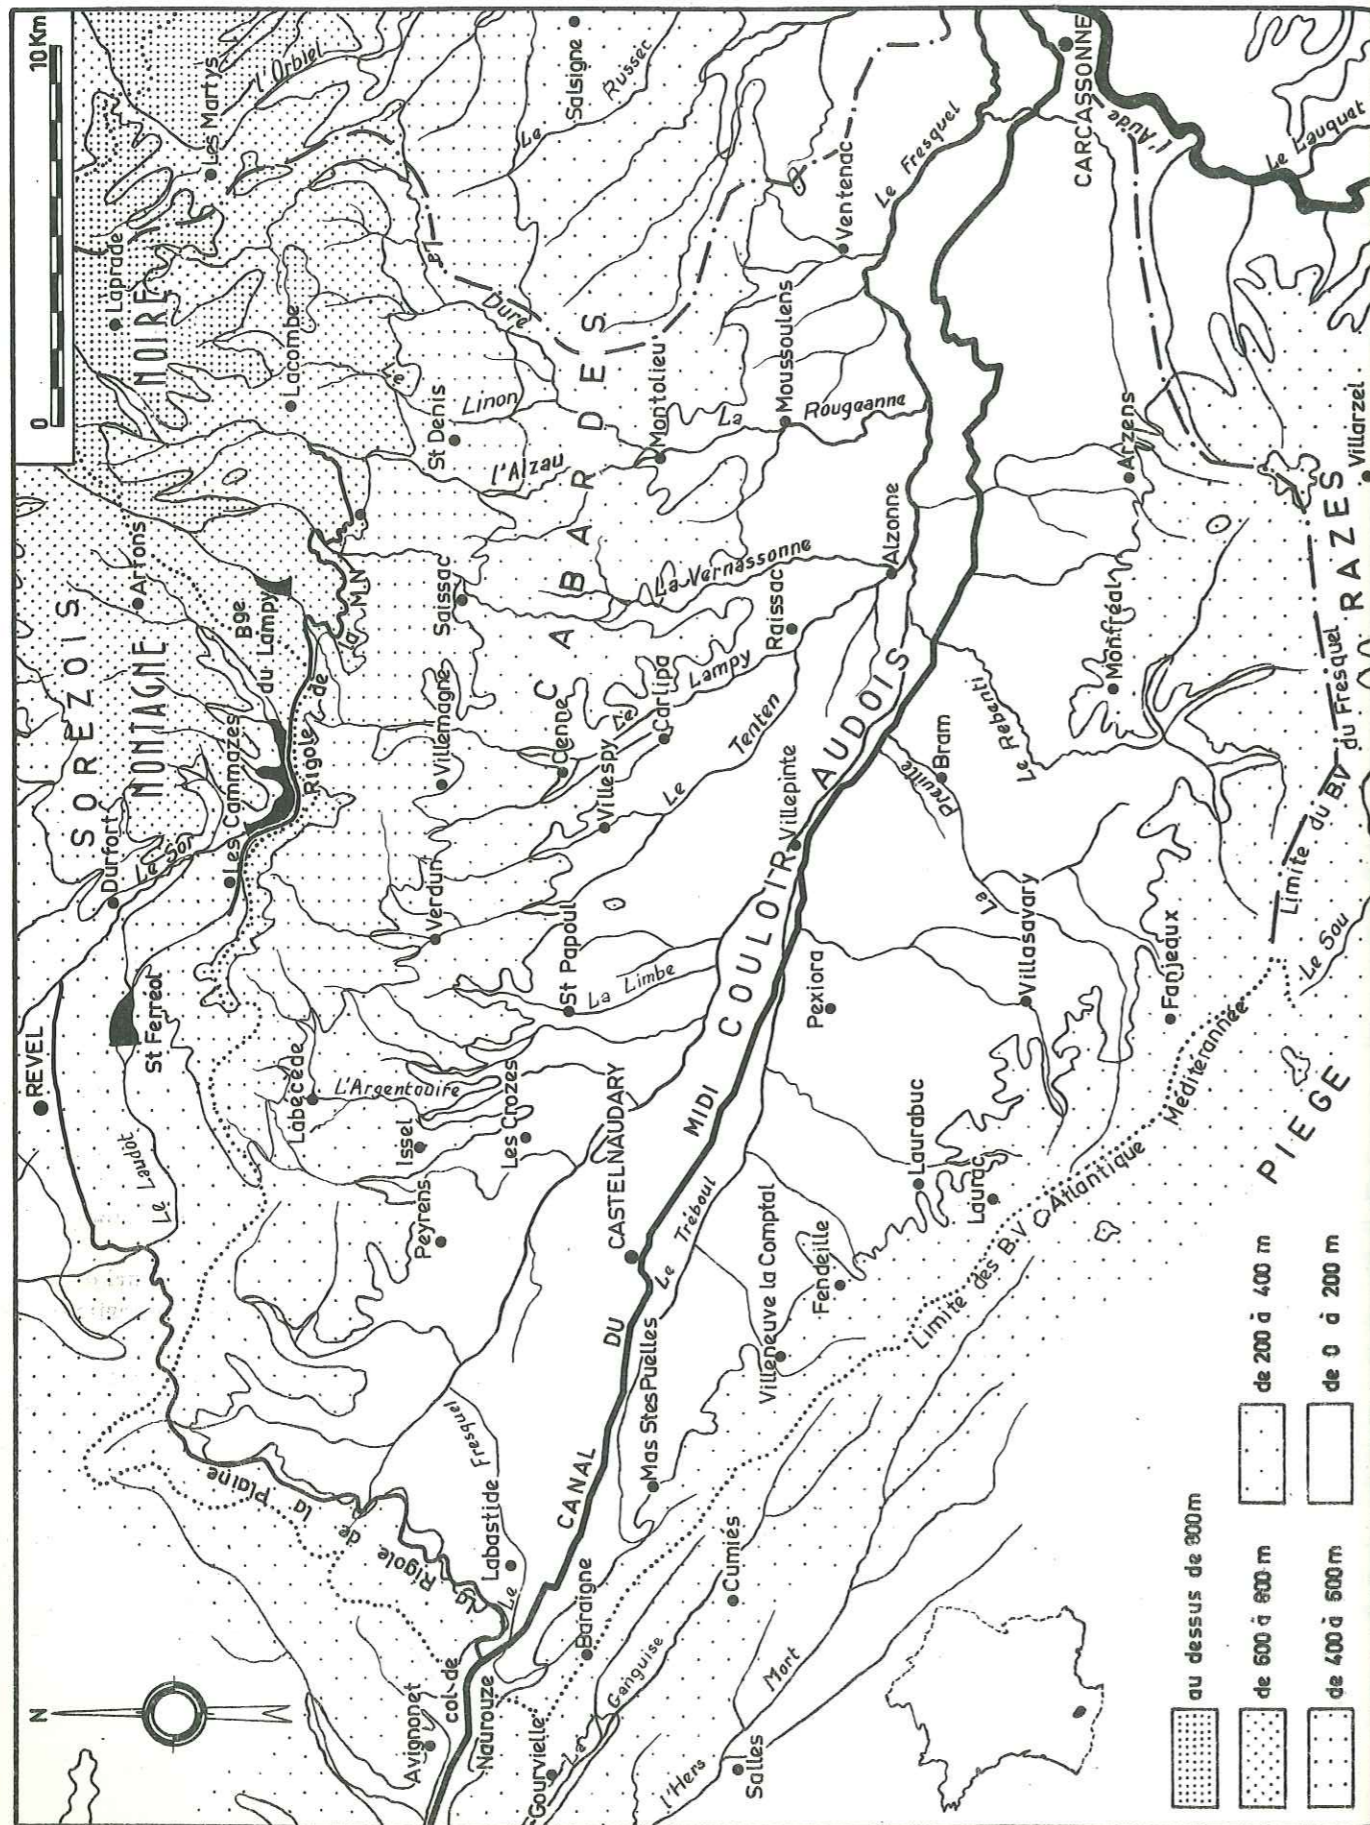 N
0
10 Km
REVEL
SOREZOIS
MONTAGNE
NOIRE
Durfort
Le Sor
Arfons
Laprade
Les Martys
L'Orbiel
Le Laudot
St Ferréol
Les Cammazes
Bge
du Lampy
Lacombe
Rigole de
la M.N
Labécède
L'Argentouire
Verdun
Villemagne
Saissac
St Denis
Le
Linon
La
Dure
l'Alzau
Issel
Les Crozes
Peyrens
St Papoul
La Limbe
Cenne
Villespy
Carlipa
Le Lampy
Le Tenten
CABARDES
Montolieu
Salsigne
Le Russec
La Vernassonne
Raissac
Moussoulens
La Rougeanne
Ventenac
Le Fresquel
Alzonne
CARCASSONNE
l'Aude
Le Lauquet
La Rigole de la Plaine
Avignonet
col de
Naurouze
Labastide
Le Fresquel
CANAL DU MIDI
COULOIR AUDOIS
CASTELNAUDARY
Le Tréboul
Mas Stes Puelles
Baraigne
Gourvielle
La Ganguise
Cumiés
Salles
l'Hers Mort
Villeneuve la Comptal
Fendeille
Laurabuc
Laurac
Pexiora
Villepinte
Bram
La Preuille
Le Rebenti
Villasavary
Fanjeaux
Montréal
Arzens
Villarzel
RAZES
Limite du B.V du Fresquel
Le Sou
Limite des B.V. Atlantique Méditerannée
PIEGE
au dessus de 800m
de 600 à 800 m
de 400 à 600 m
de 200 à 400 m
de 0 à 200 m